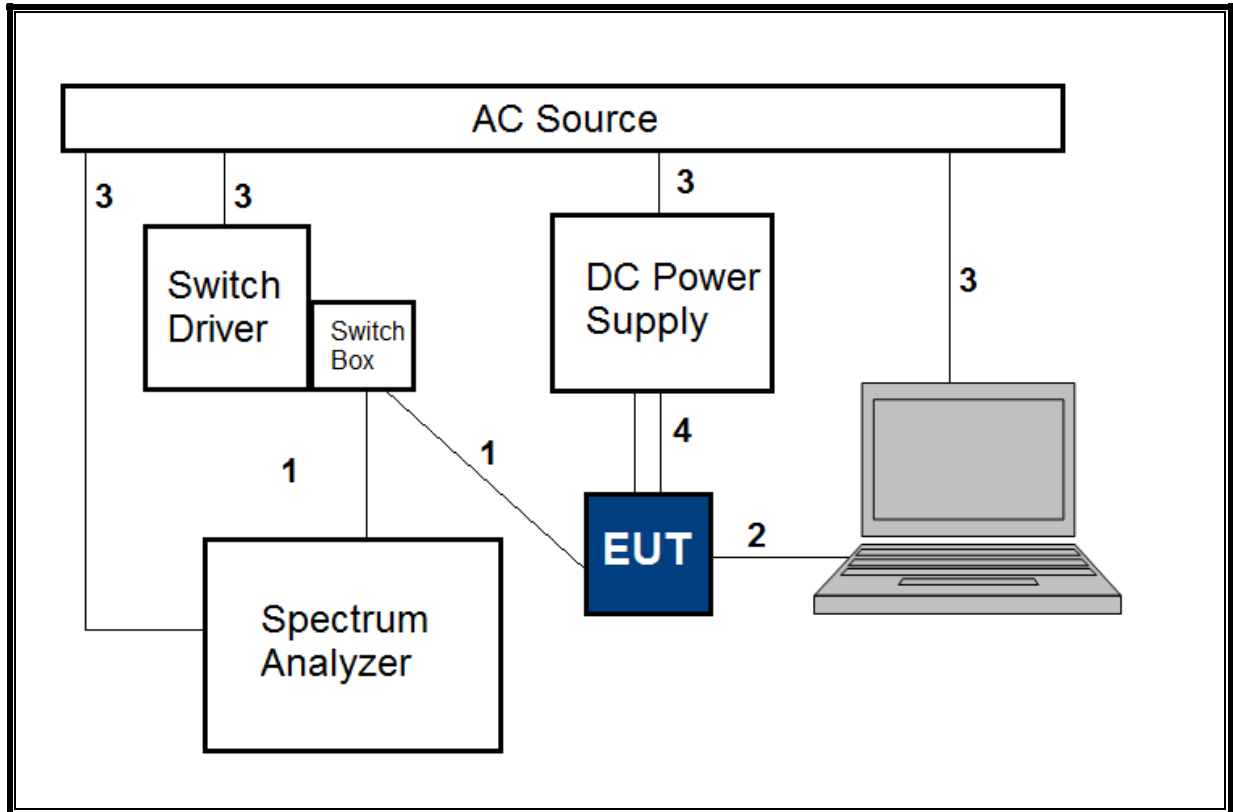 AC Source
3
3
3
3
Switch
Driver
Switch
Box
DC Power
Supply
1
1
4
EUT
2
Spectrum
Analyzer